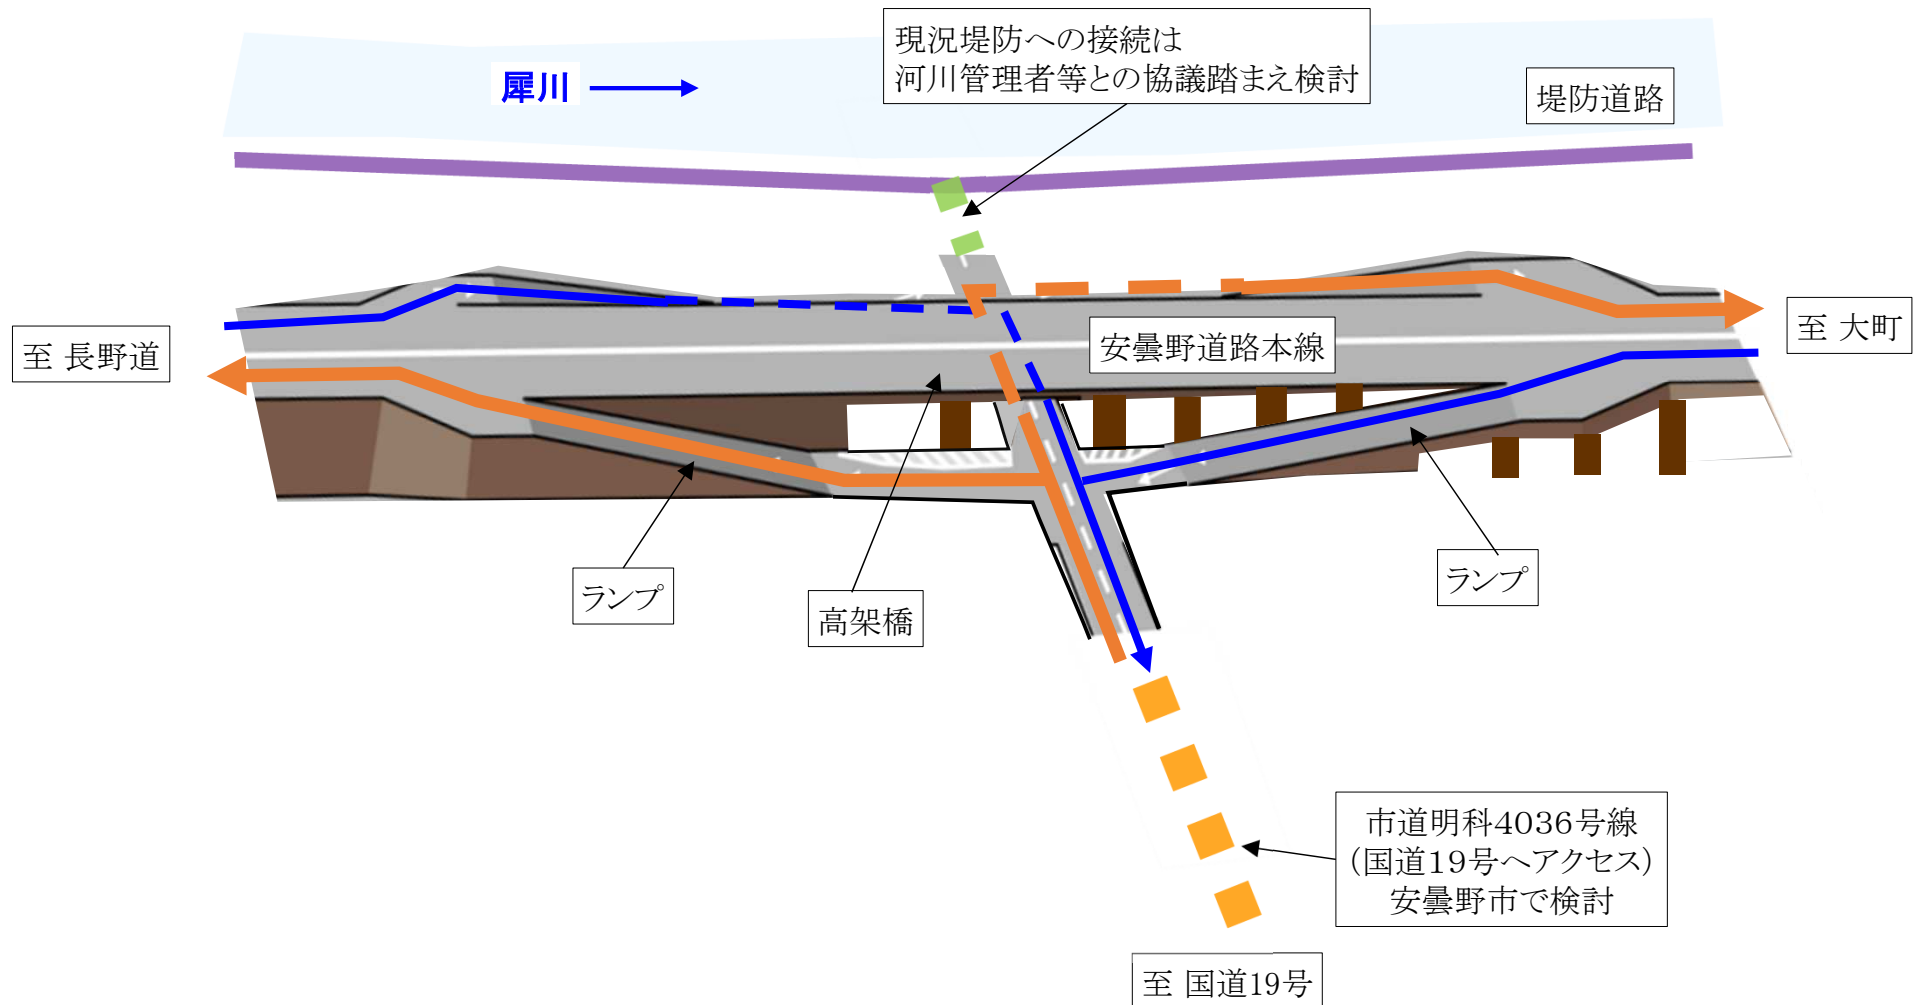 現況堤防への接続は
河川管理者等との協議踏まえ検討
犀川
堤防道路
至 長野道
安曇野道路本線
至 大町
ランプ
高架橋
ランプ
市道明科4036号線
(国道19号へアクセス)
安曇野市で検討
至 国道19号